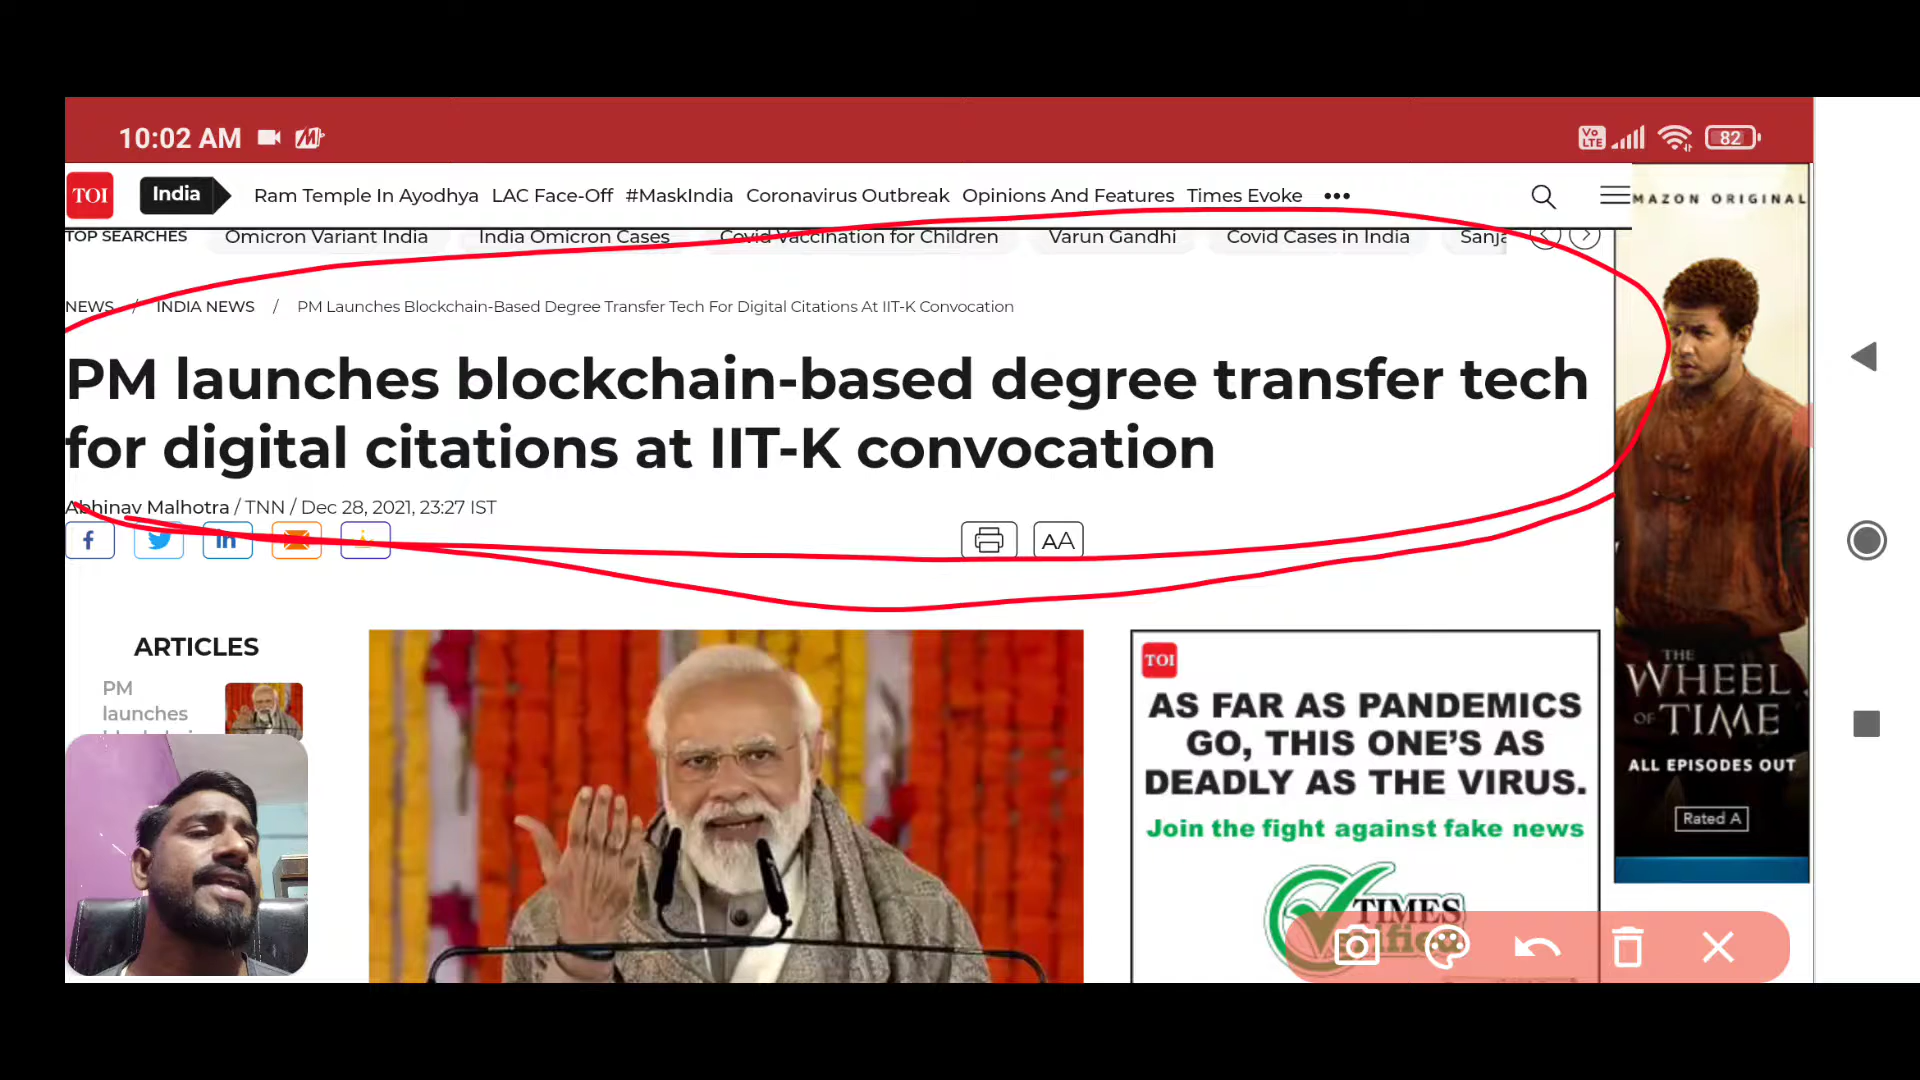 10:02 AM
Vo LTE
82
TOI
India
Ram Temple In Ayodhya LAC Face-Off #MaskIndia Coronavirus Outbreak Opinions And Features Times Evoke •••
AMAZON ORIGINAL
TOP SEARCHES Omicron Variant India India Omicron Cases Covid Vaccination for Children Varun Gandhi Covid Cases in India
NEWS / INDIA NEWS / PM Launches Blockchain-Based Degree Transfer Tech For Digital Citations At IIT-K Convocation
PM launches blockchain-based degree transfer tech
for digital citations at IIT-K convocation
Abhinav Malhotra / TNN / Dec 28, 2021, 23:27 IST
AA
ARTICLES
PM
launches
TOI
AS FAR AS PANDEMICS
GO, THIS ONE'S AS
DEADLY AS THE VIRUS.
Join the fight against fake news
TIMES
Verified
THE
WHEEL
OF TIME
ALL EPISODES OUT
Rated A